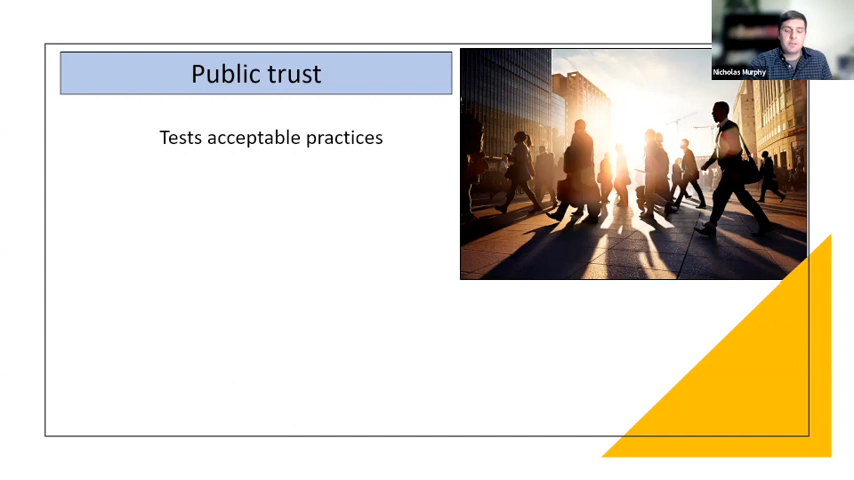 Public trust
Tests acceptable practices
Nicholas Murphy